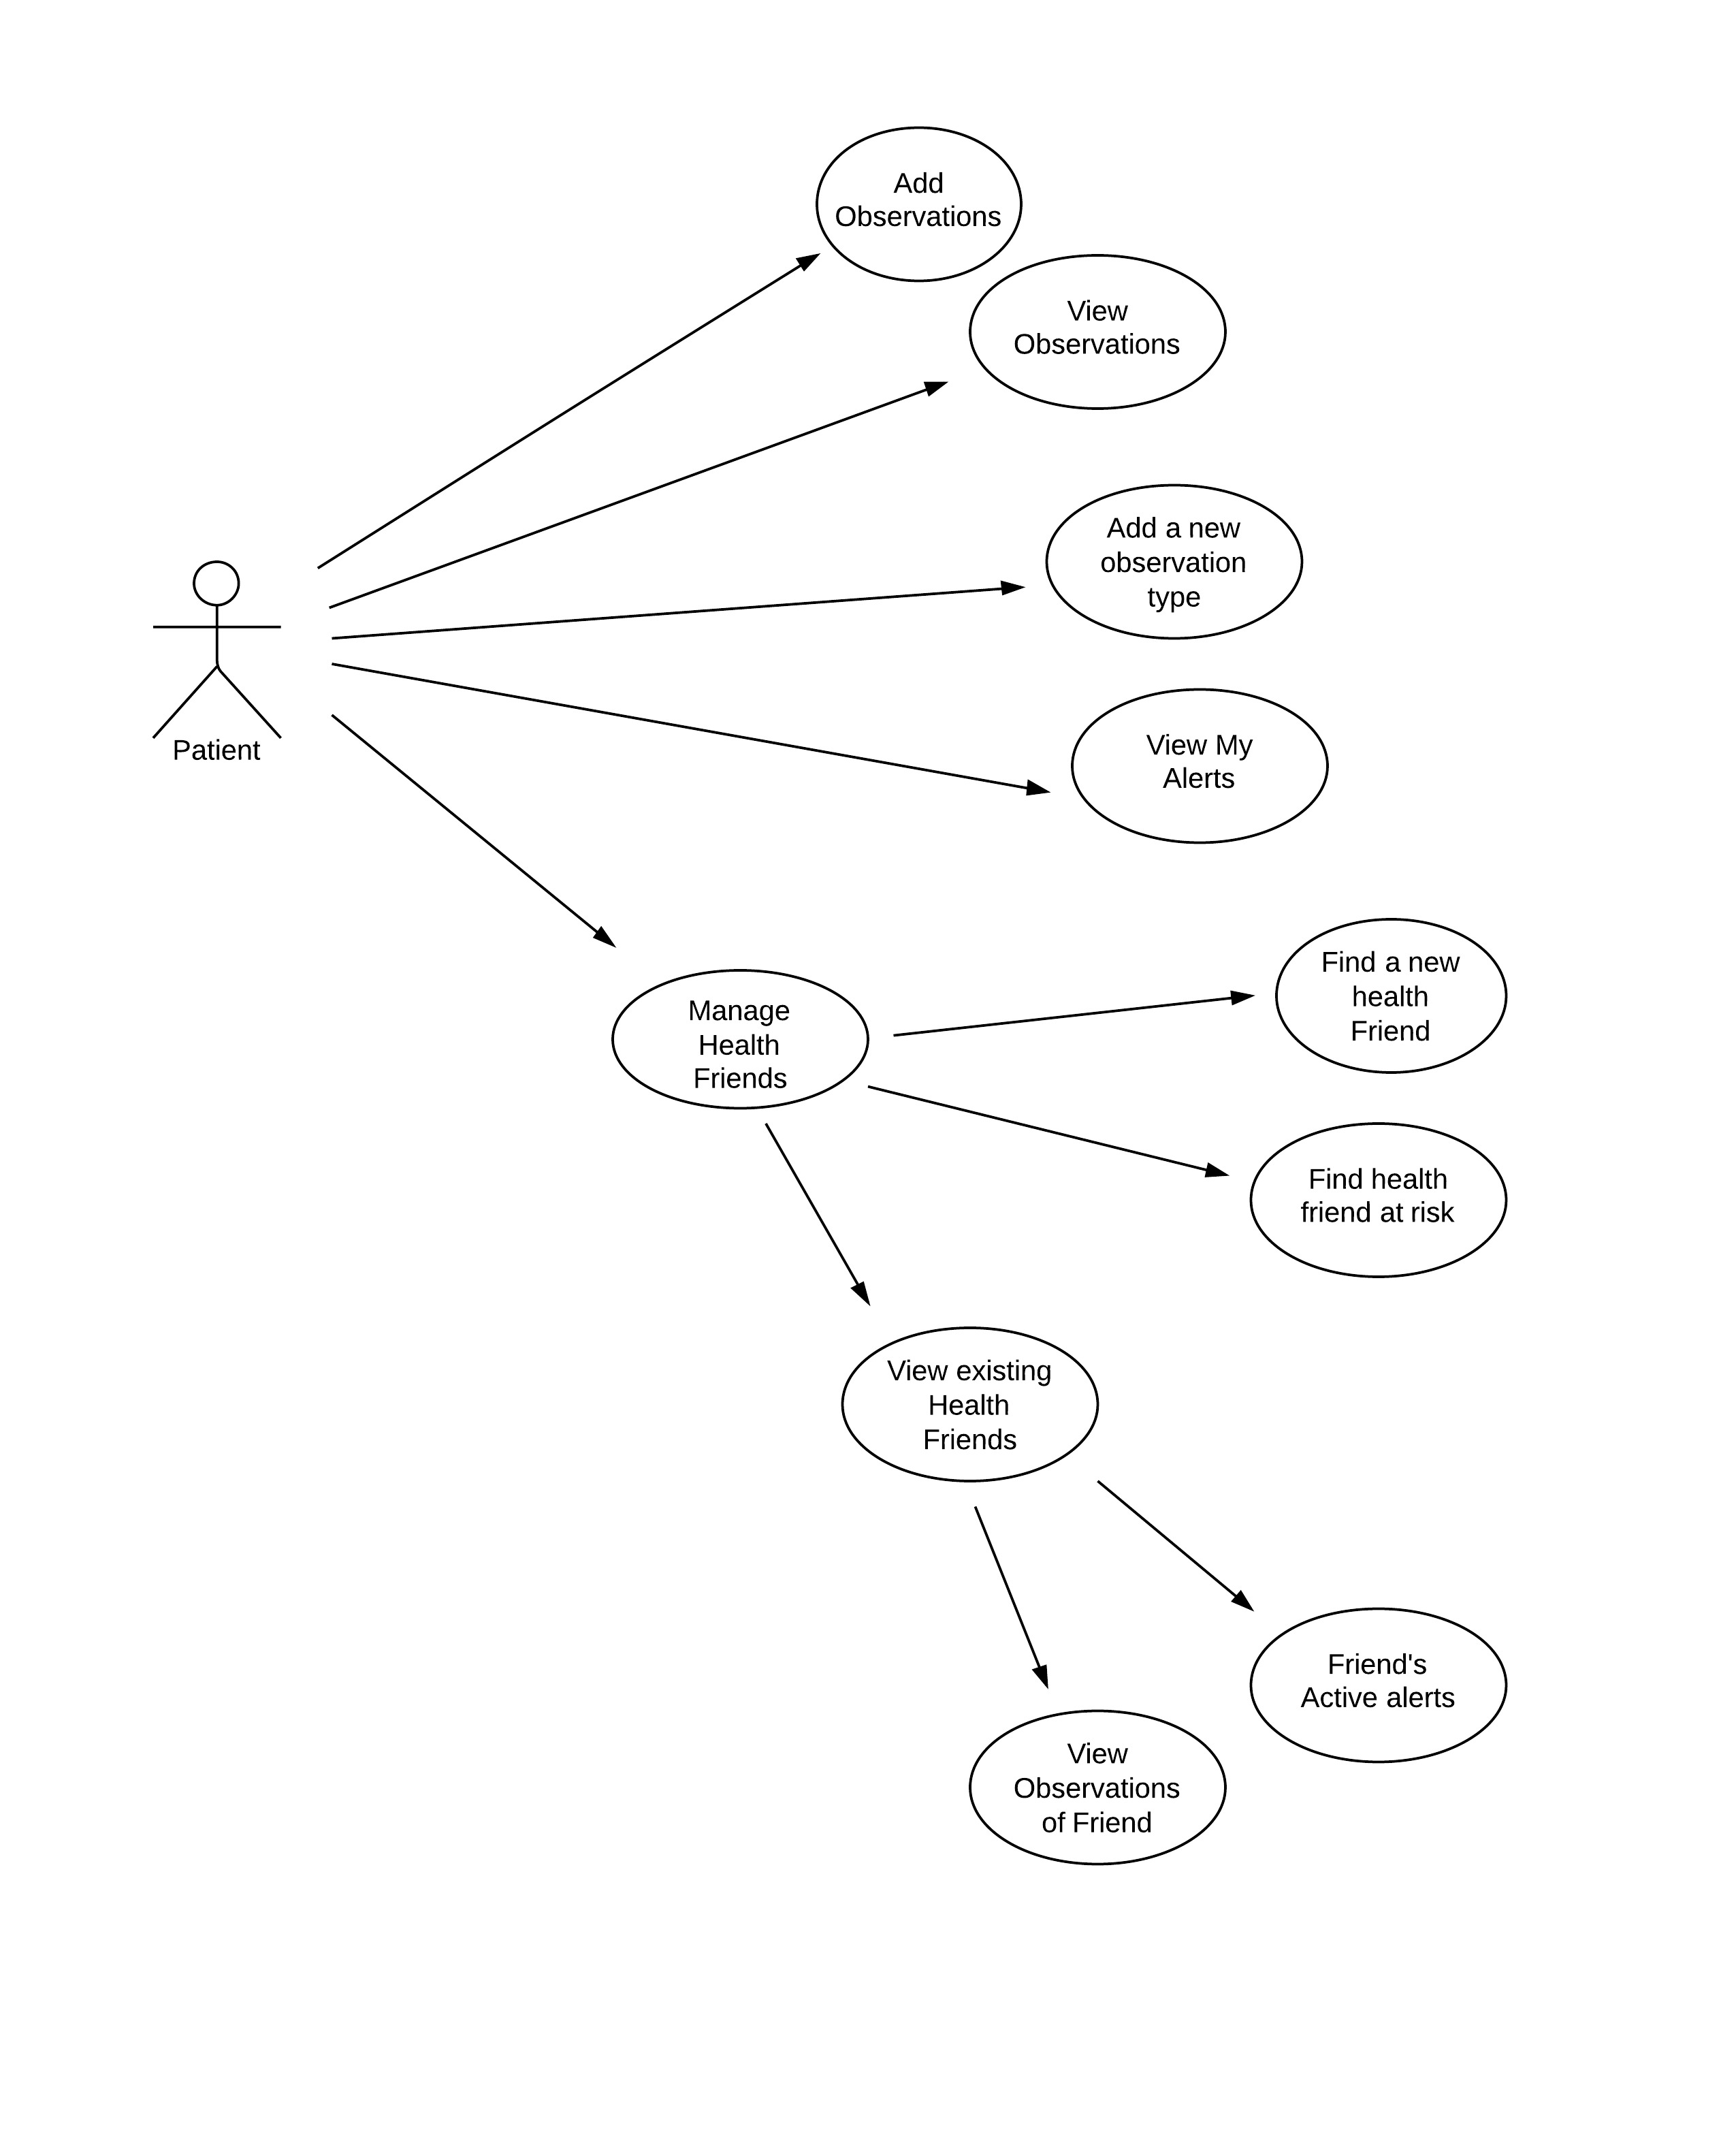 Add
Observations
View
Observations
Add a new
observation
type
Patient
View My
Alerts
Manage
Health
Friends
Find a new
health
Friend
Find health
friend at risk
View existing
Health
Friends
Friend's
Active alerts
View
Observations
of Friend